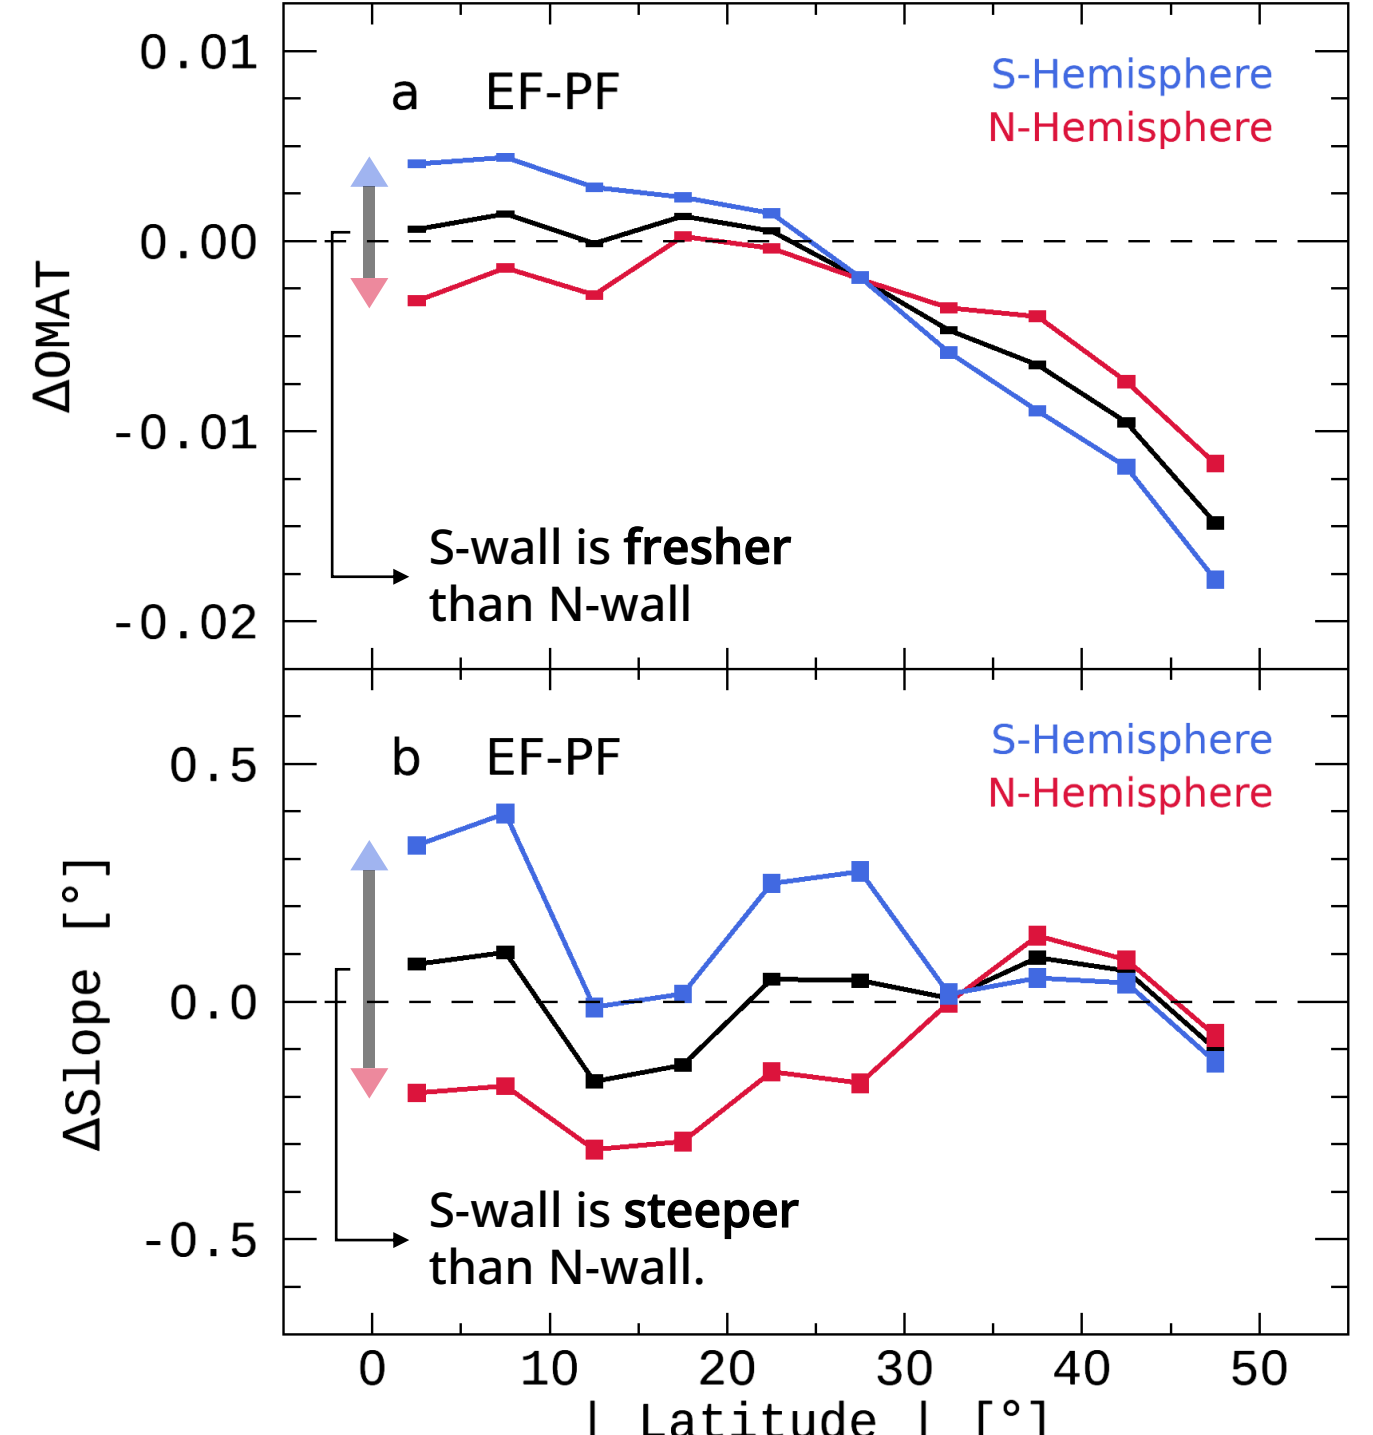 0.01
a EF-PF
S-Hemisphere
N-Hemisphere
0.00
ΔOMAT
-0.01
S-wall is fresher
than N-wall
-0.02
b EF-PF
S-Hemisphere
N-Hemisphere
0.5
ΔSlope [°]
0.0
S-wall is steeper
than N-wall.
-0.5
0 10 20 30 40 50
| Latitude | [°]